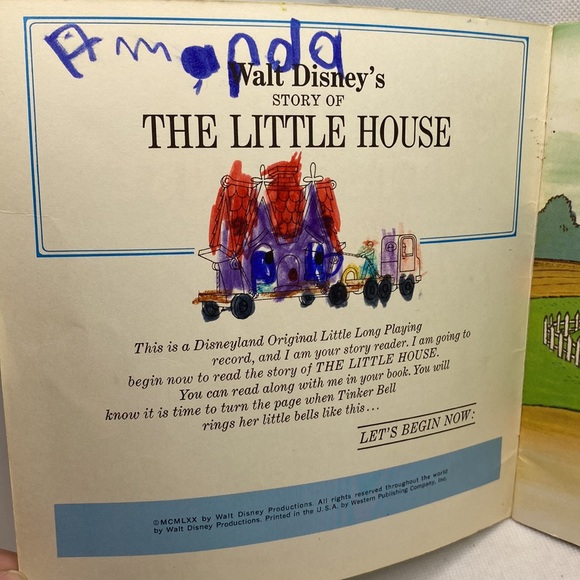 Amanda
Walt Disney's
STORY OF
THE LITTLE HOUSE
This is a Disneyland Original Little Long Playing
record, and I am your story reader. I am going to
begin now to read the story of THE LITTLE HOUSE.
You can read along with me in your book. You will
know it is time to turn the page when Tinker Bell
rings her little bells like this...
LET'S BEGIN NOW:
©MCMLXX by Walt Disney Productions. All rights reserved throughout the world
by Walt Disney Productions. Printed in the U.S.A. by Western Publishing Company, Inc.